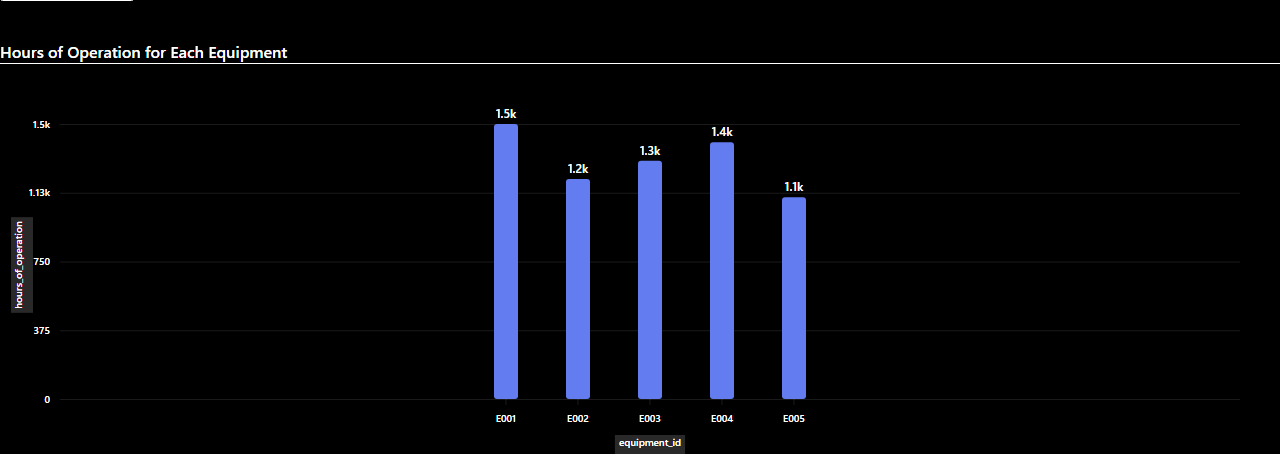 Hours of Operation for Each Equipment
1.5k
1.2k
1.3k
1.4k
1.1k
1.5k
1.13k
750
375
0
hours_of_operation
E001 E002 E003 E004 E005
equipment_id